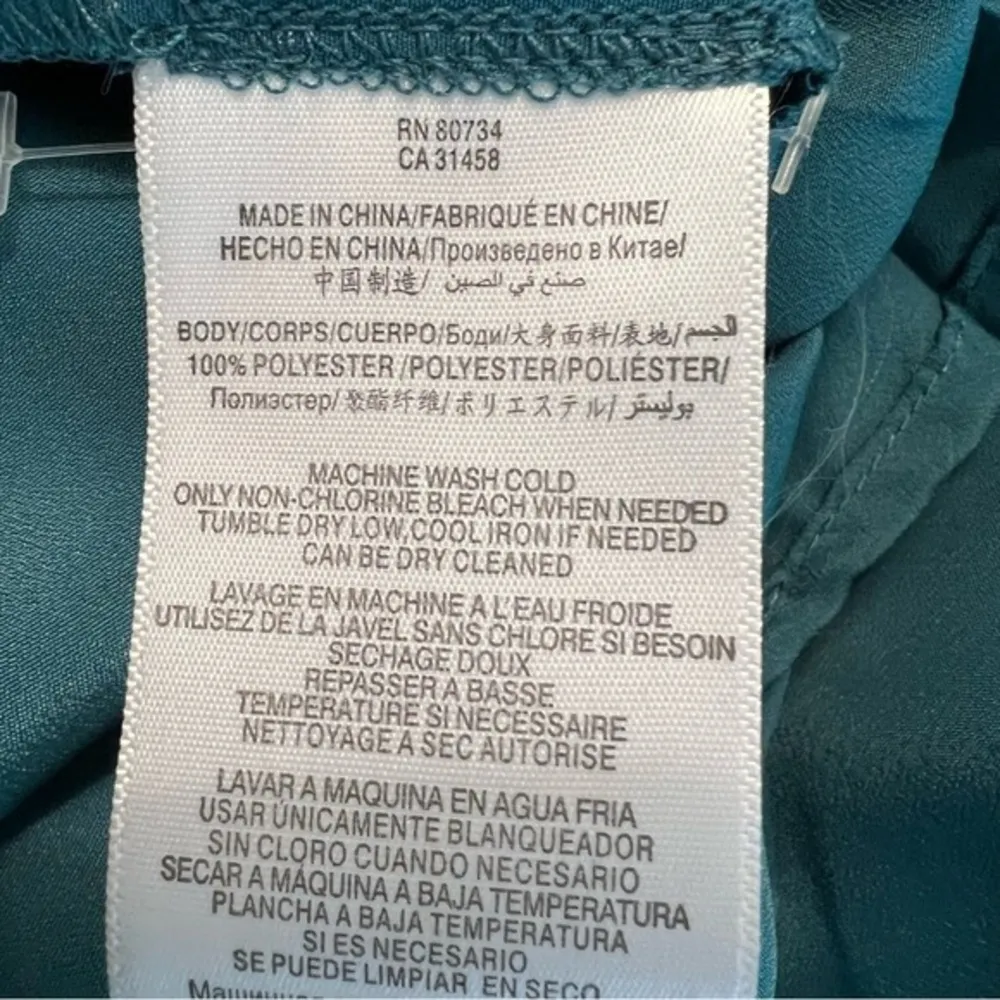 RN 80734
CA 31458
MADE IN CHINA/FABRIQUÉ EN CHINE/
HECHO EN CHINA/Произведено в Китае/
中国制造/ صنع في الصين
BODY/CORPS/CUERPO/Боди/大身面料/表地/الجسم
100% POLYESTER /POLYESTER/POLIÉSTER/
Полиэстер/聚酯纤维/ポリエステル/ بوليستر
MACHINE WASH COLD
ONLY NON-CHLORINE BLEACH WHEN NEEDED
TUMBLE DRY LOW, COOL IRON IF NEEDED
CAN BE DRY CLEANED
LAVAGE EN MACHINE A L'EAU FROIDE
UTILISEZ DE LA JAVEL SANS CHLORE SI BESOIN
SECHAGE DOUX
REPASSER A BASSE
TEMPERATURE SI NECESSAIRE
NETTOYAGE A SEC AUTORISE
LAVAR A MAQUINA EN AGUA FRIA
USAR ÚNICAMENTE BLANQUEADOR
SIN CLORO CUANDO NECESARIO
SECAR A MÁQUINA A BAJA TEMPERATURA
PLANCHA A BAJA TEMPERATURA
SI ES NECESARIO
SE PUEDE LIMPIAR EN SECO